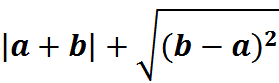 |a + b| + √(b − a)²